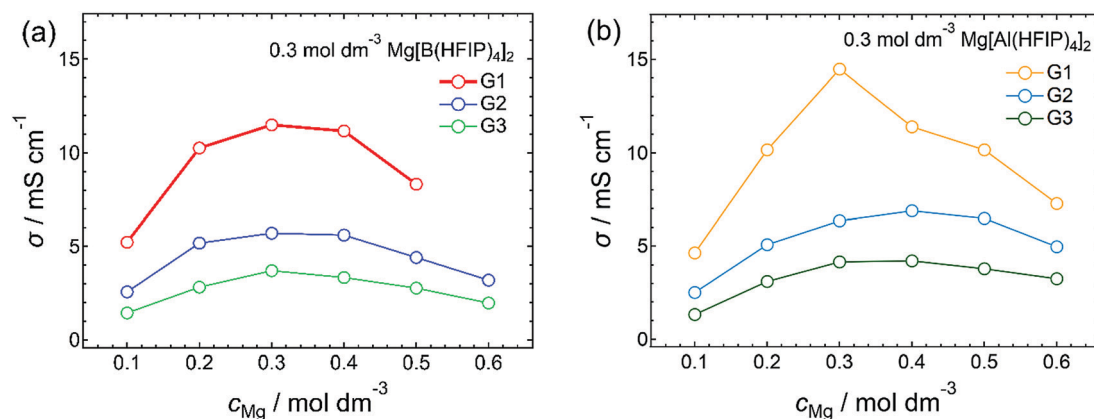 (a)
0.3 mol dm⁻³ Mg[B(HFIP)₄]₂
G1
G2
G3
15
10
5
0
σ / mS cm⁻¹
0.1 0.2 0.3 0.4 0.5 0.6
c_Mg / mol dm⁻³
(b)
0.3 mol dm⁻³ Mg[Al(HFIP)₄]₂
G1
G2
G3
15
10
5
0
σ / mS cm⁻¹
0.1 0.2 0.3 0.4 0.5 0.6
c_Mg / mol dm⁻³